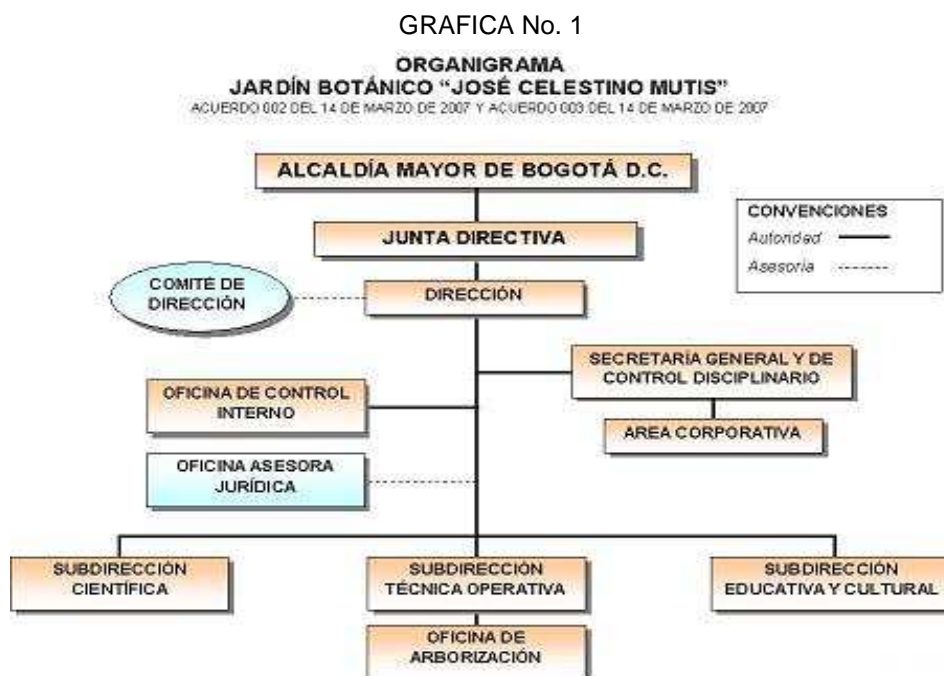 GRAFICA No. 1
ORGANIGRAMA
JARDÍN BOTÁNICO “JOSÉ CELESTINO MUTIS”
ACUERDO 002 DEL 14 DE MARZO DE 2007 Y ACUERDO 003 DEL 14 DE MARZO DE 2007
ALCALDÍA MAYOR DE BOGOTÁ D.C.
CONVENCIONES
Autoridad
Asesoria
JUNTA DIRECTIVA
COMITÉ DE
DIRECCIÓN
DIRECCIÓN
SECRETARÍA GENERAL Y DE
CONTROL DISCIPLINARIO
AREA CORPORATIVA
OFICINA DE CONTROL
INTERNO
OFICINA ASESORA
JURÍDICA
SUBDIRECCIÓN
CIENTÍFICA
SUBDIRECCIÓN
TÉCNICA OPERATIVA
SUBDIRECCIÓN
EDUCATIVA Y CULTURAL
OFICINA DE
ARBORIZACIÓN